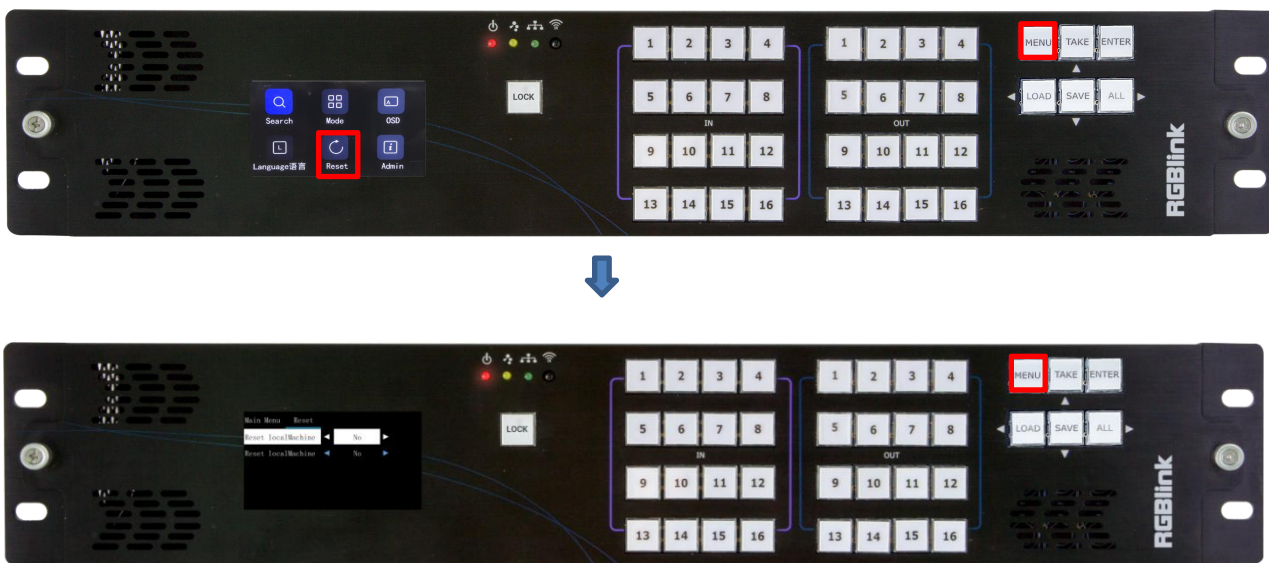 1 2 3 4
1 2 3 4
MENU TAKE ENTER
Search Mode OSD
LOCK
5 6 7 8
5 6 7 8
LOAD SAVE ALL
IN
OUT
L
Language语言 Reset Admin
9 10 11 12
9 10 11 12
13 14 15 16
13 14 15 16
RGBlink
1 2 3 4
1 2 3 4
MENU TAKE ENTER
Main Menu Reset
Reset localMachine No
Reset localMachine No
LOCK
5 6 7 8
5 6 7 8
LOAD SAVE ALL
IN
OUT
9 10 11 12
9 10 11 12
13 14 15 16
13 14 15 16
RGBlink